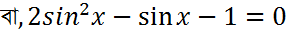 বা, 2sin²x − sin x − 1 = 0